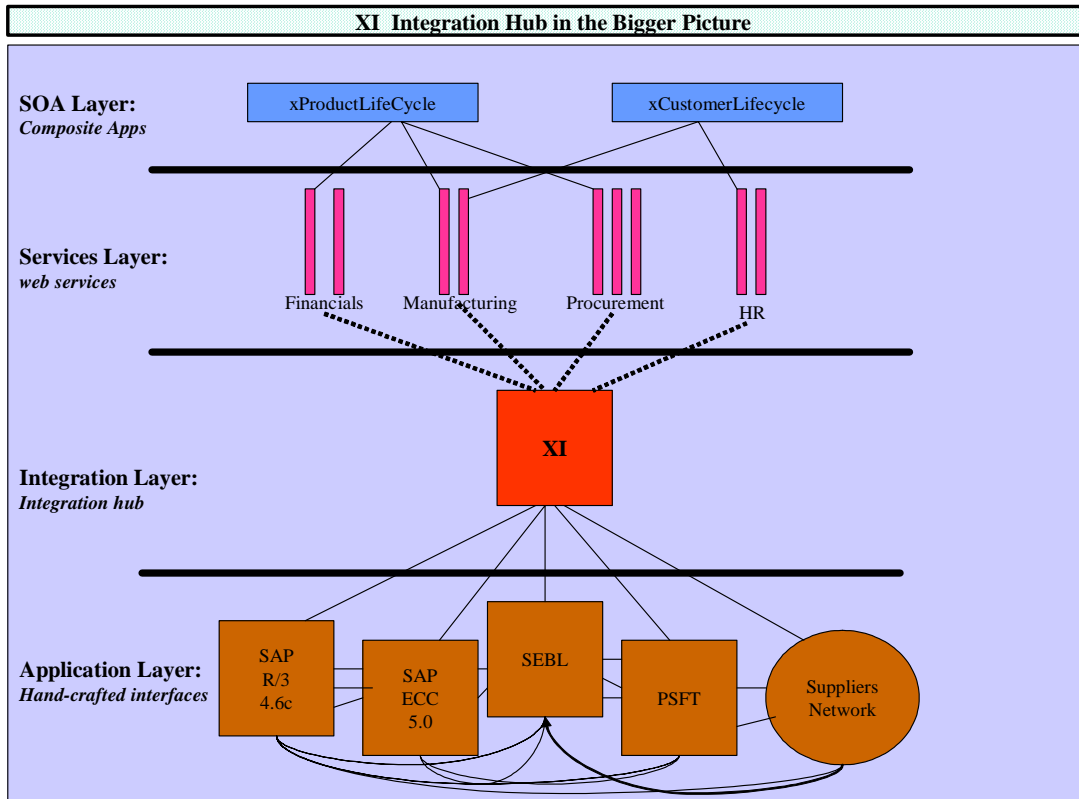 XI Integration Hub in the Bigger Picture
SOA Layer:
Composite Apps
xProductLifeCycle
xCustomerLifecycle
Services Layer:
web services
Financials
Manufacturing
Procurement
HR
XI
Integration Layer:
Integration hub
Application Layer:
Hand-crafted interfaces
SAP
R/3
4.6c
SAP
ECC
5.0
SEBL
PSFT
Suppliers
Network